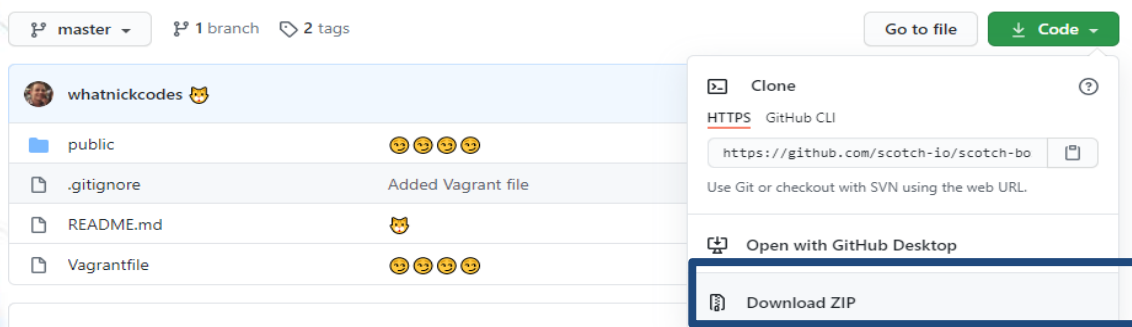 master
1 branch
2 tags
Go to file
Code
whatnickcodes 🐱
public 😏😏😏😏
.gitignore Added Vagrant file
README.md 🐱
Vagrantfile 😏😏😏😏
Clone
HTTPS GitHub CLI
https://github.com/scotch-io/scotch-bo
Use Git or checkout with SVN using the web URL.
Open with GitHub Desktop
Download ZIP